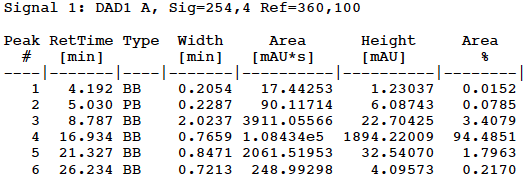 Signal 1: DAD1 A, Sig=254,4 Ref=360,100
Peak RetTime Type  Width     Area      Height     Area
  #   [min]        [min]   [mAU*s]     [mAU]        %
----|-------|----|-------|----------|----------|--------|
   1   4.192 BB    0.2054   17.44253    1.23037   0.0152
   2   5.030 PB    0.2287   90.11714    6.08743   0.0785
   3   8.787 BB    2.0237 3911.05566   22.70425   3.4079
   4  16.934 BB    0.7659 1.08434e5  1894.22009  94.4851
   5  21.327 BB    0.8471 2061.51953   32.54070   1.7963
   6  26.234 BB    0.7213  248.99298    4.09573   0.2170